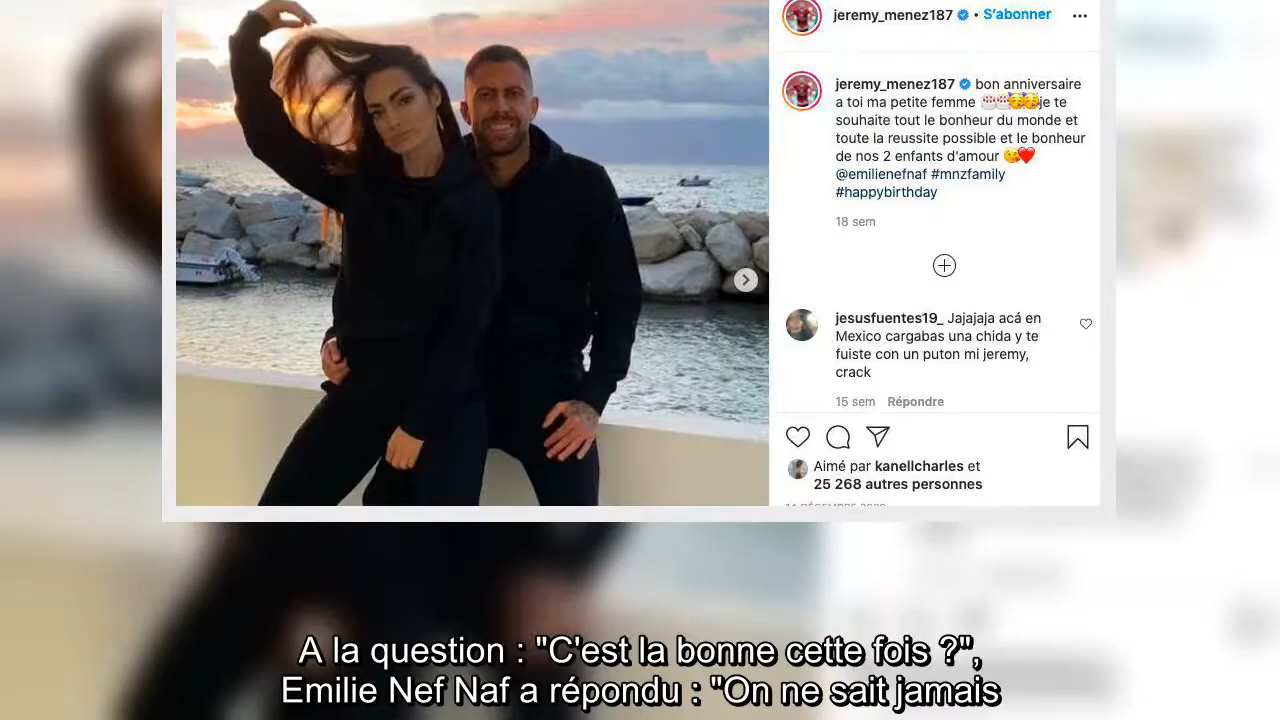 jeremy_menez187 • S'abonner
jeremy_menez187 bon anniversaire
a toi ma petite femme 🎂🎂🥳🥳je te
souhaite tout le bonheur du monde et
toute la reussite possible et le bonheur
de nos 2 enfants d'amour 😘❤️
@emilienefnaf #mnzfamily
#happybirthday
18 sem
jesusfuentes19_ Jajajaja acá en
Mexico cargabas una chida y te
fuiste con un puton mi jeremy,
crack
15 sem Répondre
Aimé par kanellcharles et
25 268 autres personnes
A la question : "C'est la bonne cette fois ?",
Emilie Nef Naf a répondu : "On ne sait jamais